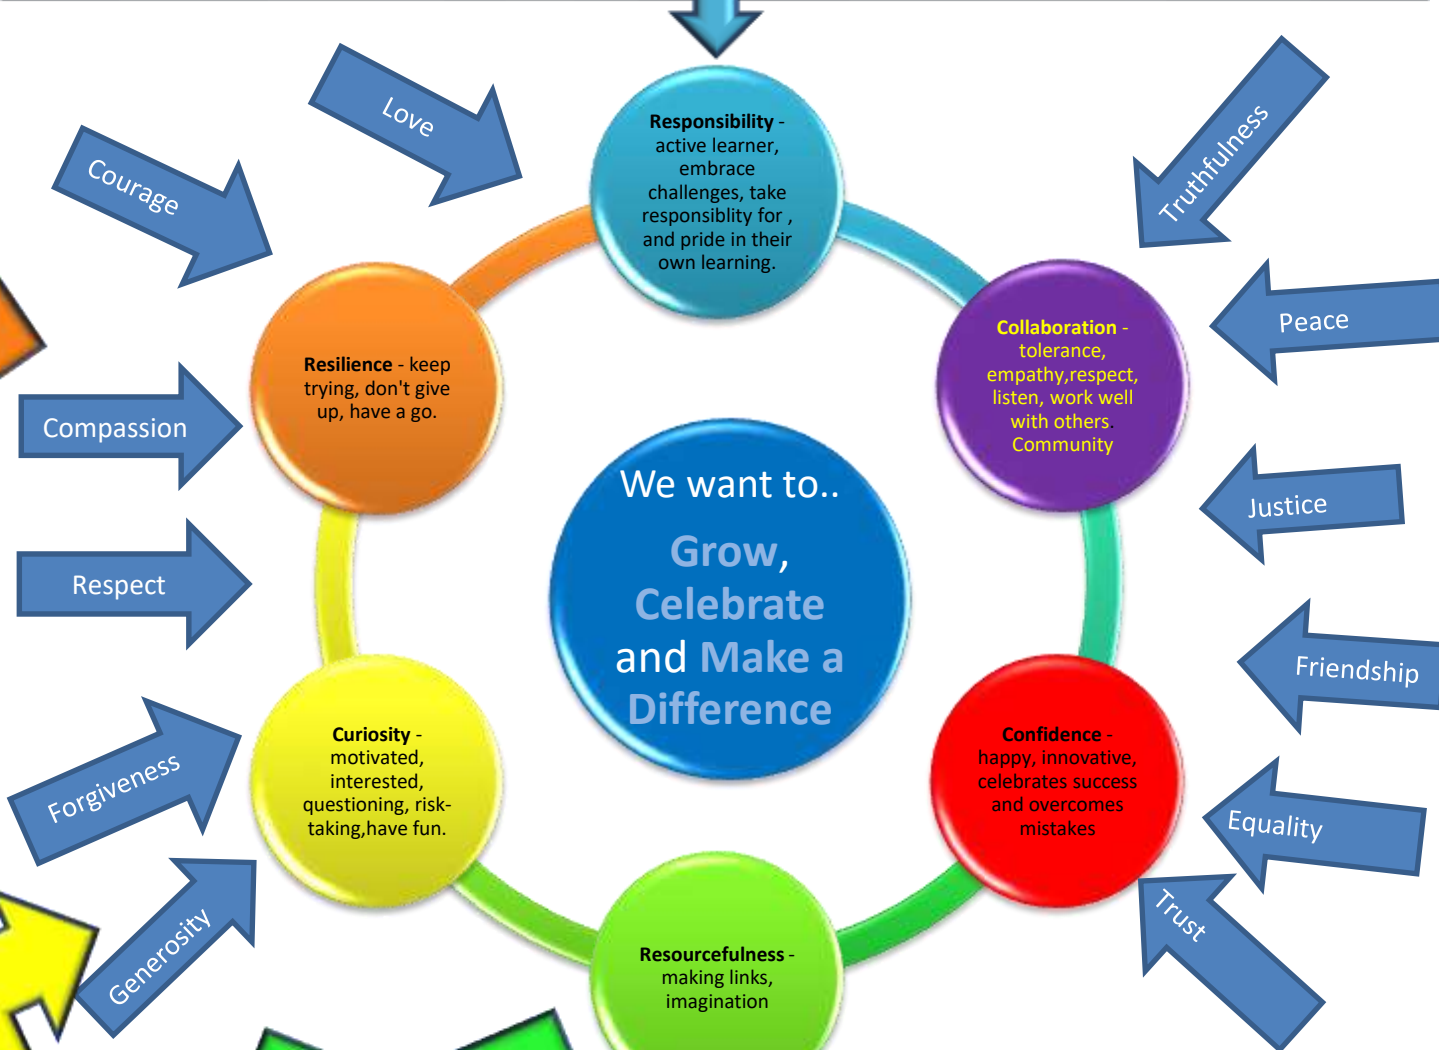 Love
Courage
Compassion
Respect
Forgiveness
Generosity
Responsibility -
active learner,
embrace
challenges, take
responsiblity for ,
and pride in their
own learning.
Resilience - keep
trying, don't give
up, have a go.
Collaboration -
tolerance,
empathy,respect,
listen, work well
with others.
Community
We want to..
Grow,
Celebrate
and Make a
Difference
Curiosity -
motivated,
interested,
questioning, risk-
taking,have fun.
Confidence -
happy, innovative,
celebrates success
and overcomes
mistakes
Resourcefulness -
making links,
imagination
Truthfulness
Peace
Justice
Friendship
Equality
Trust